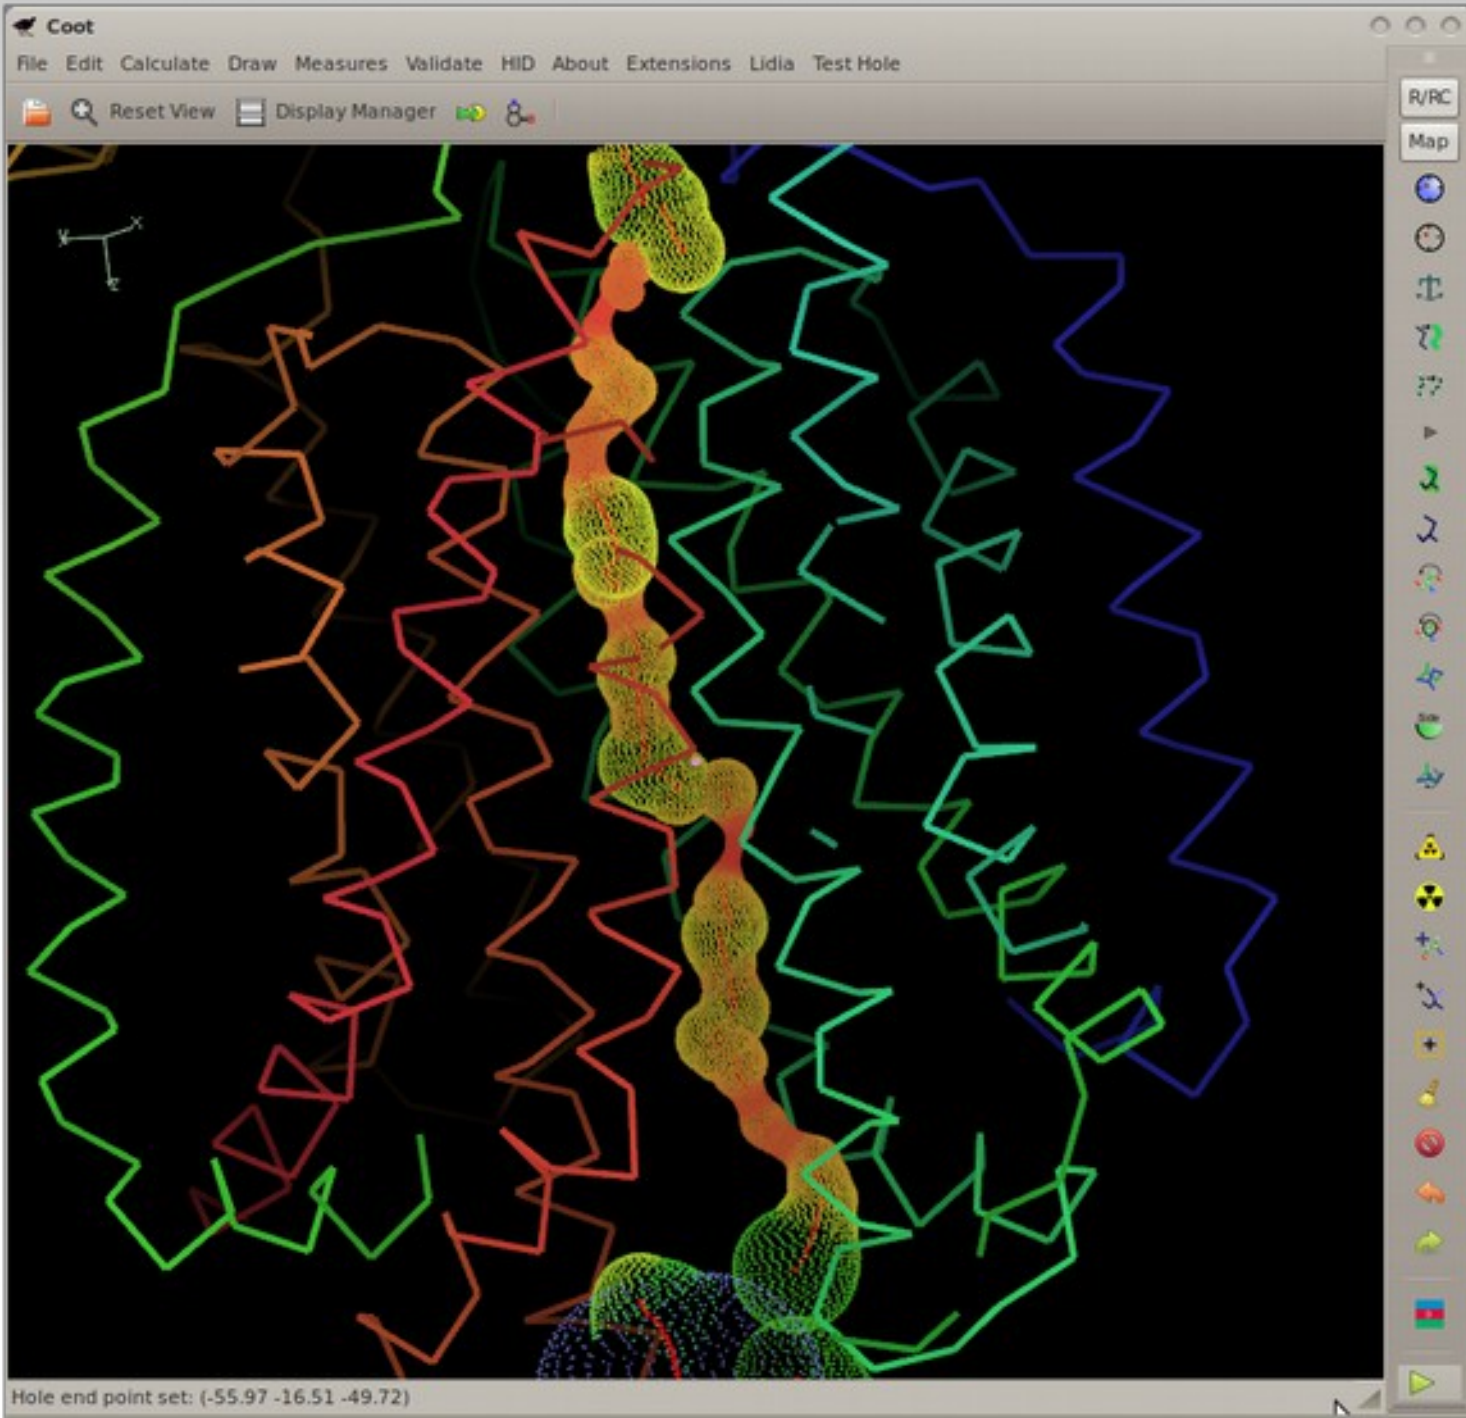 Coot
File Edit Calculate Draw Measures Validate HID About Extensions Lidia Test Hole
Reset View Display Manager
R/RC
Map
x
y
z
Side
Hole end point set: (-55.97 -16.51 -49.72)